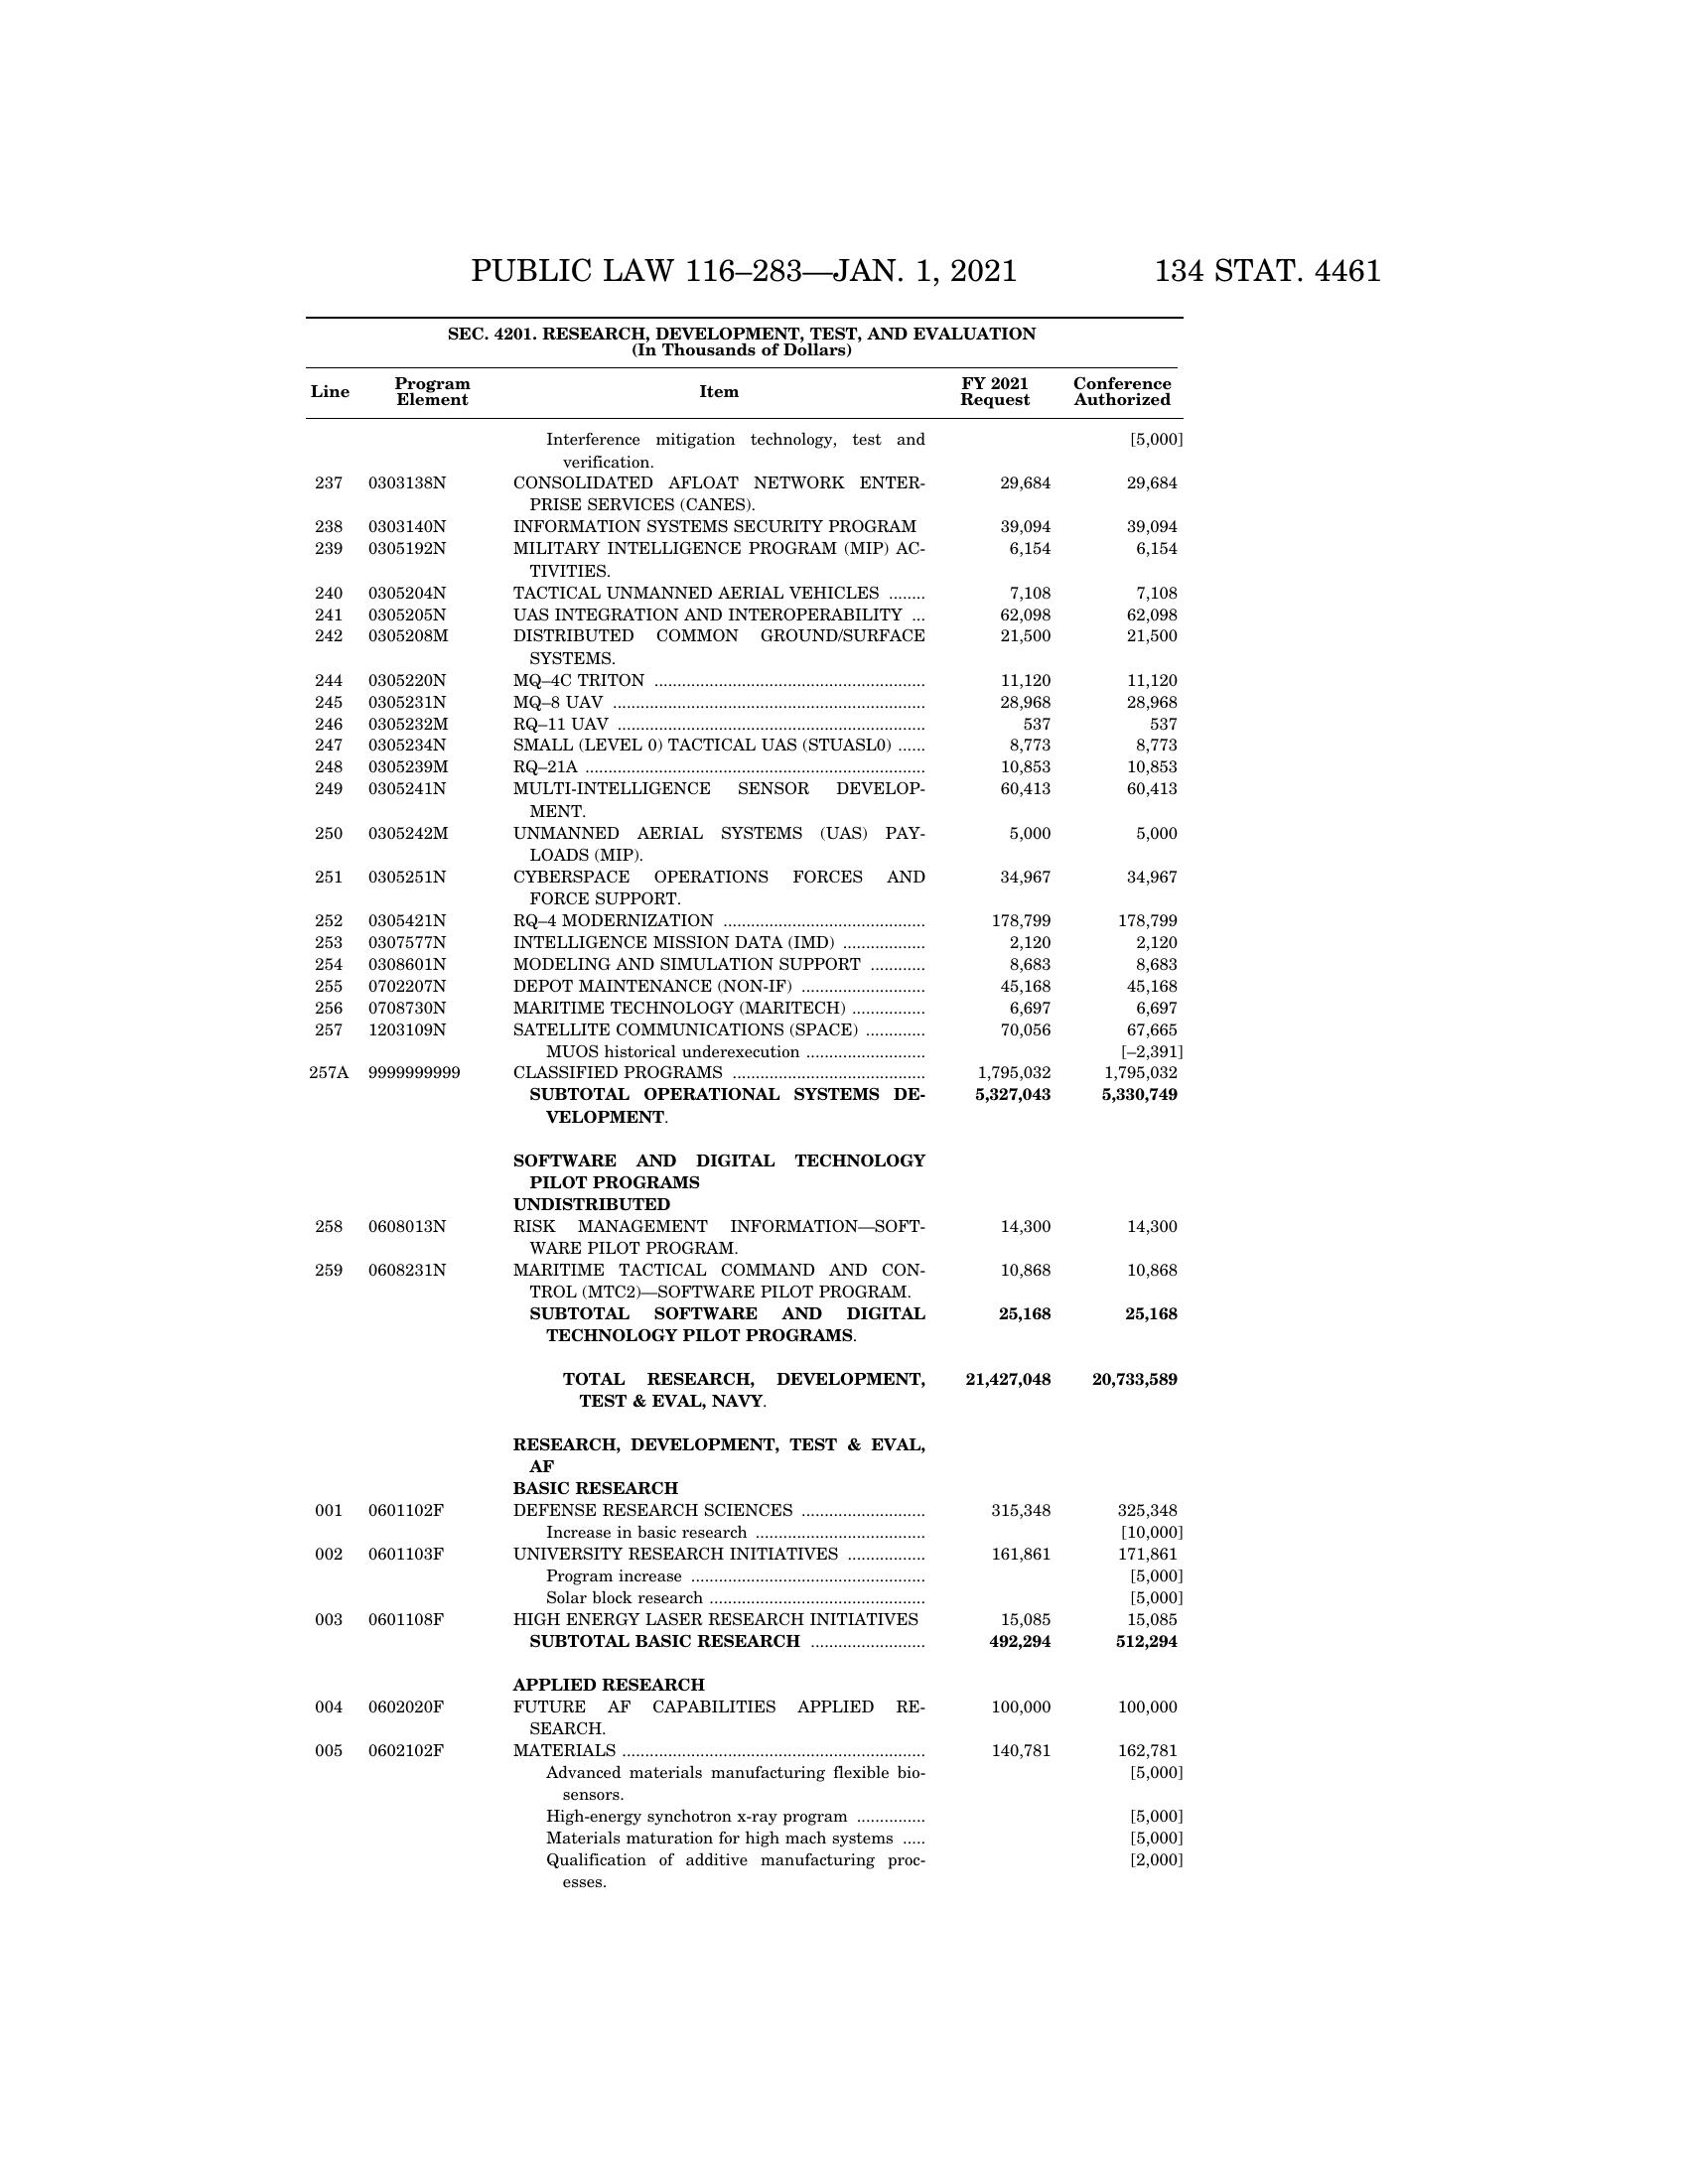 PUBLIC LAW 116–283—JAN. 1, 2021 134 STAT. 4461
SEC. 4201. RESEARCH, DEVELOPMENT, TEST, AND EVALUATION
(In Thousands of Dollars)
Line Program Element Item FY 2021 Request Conference Authorized
Interference mitigation technology, test and [5,000]
verification.
237 0303138N CONSOLIDATED AFLOAT NETWORK ENTER- 29,684 29,684
PRISE SERVICES (CANES).
238 0303140N INFORMATION SYSTEMS SECURITY PROGRAM 39,094 39,094
239 0305192N MILITARY INTELLIGENCE PROGRAM (MIP) AC- 6,154 6,154
TIVITIES.
240 0305204N TACTICAL UNMANNED AERIAL VEHICLES ........ 7,108 7,108
241 0305205N UAS INTEGRATION AND INTEROPERABILITY ... 62,098 62,098
242 0305208M DISTRIBUTED COMMON GROUND/SURFACE 21,500 21,500
SYSTEMS.
244 0305220N MQ–4C TRITON ........................................................... 11,120 11,120
245 0305231N MQ–8 UAV .................................................................... 28,968 28,968
246 0305232M RQ–11 UAV ................................................................... 537 537
247 0305234N SMALL (LEVEL 0) TACTICAL UAS (STUASL0) ...... 8,773 8,773
248 0305239M RQ–21A .......................................................................... 10,853 10,853
249 0305241N MULTI-INTELLIGENCE SENSOR DEVELOP- 60,413 60,413
MENT.
250 0305242M UNMANNED AERIAL SYSTEMS (UAS) PAY- 5,000 5,000
LOADS (MIP).
251 0305251N CYBERSPACE OPERATIONS FORCES AND 34,967 34,967
FORCE SUPPORT.
252 0305421N RQ–4 MODERNIZATION ............................................ 178,799 178,799
253 0307577N INTELLIGENCE MISSION DATA (IMD) .................. 2,120 2,120
254 0308601N MODELING AND SIMULATION SUPPORT ............ 8,683 8,683
255 0702207N DEPOT MAINTENANCE (NON-IF) ........................... 45,168 45,168
256 0708730N MARITIME TECHNOLOGY (MARITECH) ................ 6,697 6,697
257 1203109N SATELLITE COMMUNICATIONS (SPACE) ............. 70,056 67,665
MUOS historical underexecution .......................... [–2,391]
257A 9999999999 CLASSIFIED PROGRAMS .......................................... 1,795,032 1,795,032
SUBTOTAL OPERATIONAL SYSTEMS DE- 5,327,043 5,330,749
VELOPMENT.
SOFTWARE AND DIGITAL TECHNOLOGY
PILOT PROGRAMS
UNDISTRIBUTED
258 0608013N RISK MANAGEMENT INFORMATION—SOFT- 14,300 14,300
WARE PILOT PROGRAM.
259 0608231N MARITIME TACTICAL COMMAND AND CON- 10,868 10,868
TROL (MTC2)—SOFTWARE PILOT PROGRAM.
SUBTOTAL SOFTWARE AND DIGITAL 25,168 25,168
TECHNOLOGY PILOT PROGRAMS.
TOTAL RESEARCH, DEVELOPMENT, 21,427,048 20,733,589
TEST & EVAL, NAVY.
RESEARCH, DEVELOPMENT, TEST & EVAL,
AF
BASIC RESEARCH
001 0601102F DEFENSE RESEARCH SCIENCES ........................... 315,348 325,348
Increase in basic research ..................................... [10,000]
002 0601103F UNIVERSITY RESEARCH INITIATIVES ................. 161,861 171,861
Program increase ................................................... [5,000]
Solar block research ............................................... [5,000]
003 0601108F HIGH ENERGY LASER RESEARCH INITIATIVES 15,085 15,085
SUBTOTAL BASIC RESEARCH ......................... 492,294 512,294
APPLIED RESEARCH
004 0602020F FUTURE AF CAPABILITIES APPLIED RE- 100,000 100,000
SEARCH.
005 0602102F MATERIALS .................................................................. 140,781 162,781
Advanced materials manufacturing flexible bio- [5,000]
sensors.
High-energy synchotron x-ray program ............... [5,000]
Materials maturation for high mach systems ..... [5,000]
Qualification of additive manufacturing proc- [2,000]
esses.